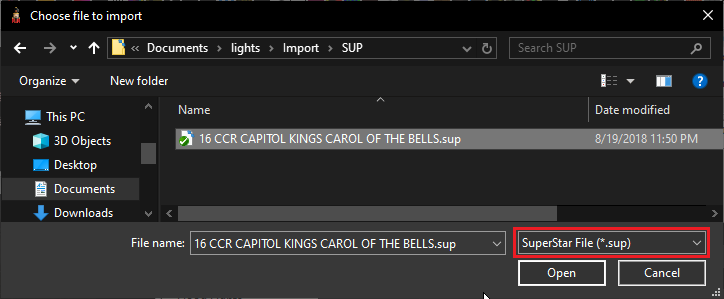 Choose file to import
« Documents > lights > Import > SUP
Search SUP
Organize
New folder
This PC
3D Objects
Desktop
Documents
Downloads
Name
Date modified
16 CCR CAPITOL KINGS CAROL OF THE BELLS.sup
8/19/2018 11:50 PM
File name:
16 CCR CAPITOL KINGS CAROL OF THE BELLS.sup
SuperStar File (*.sup)
Open
Cancel